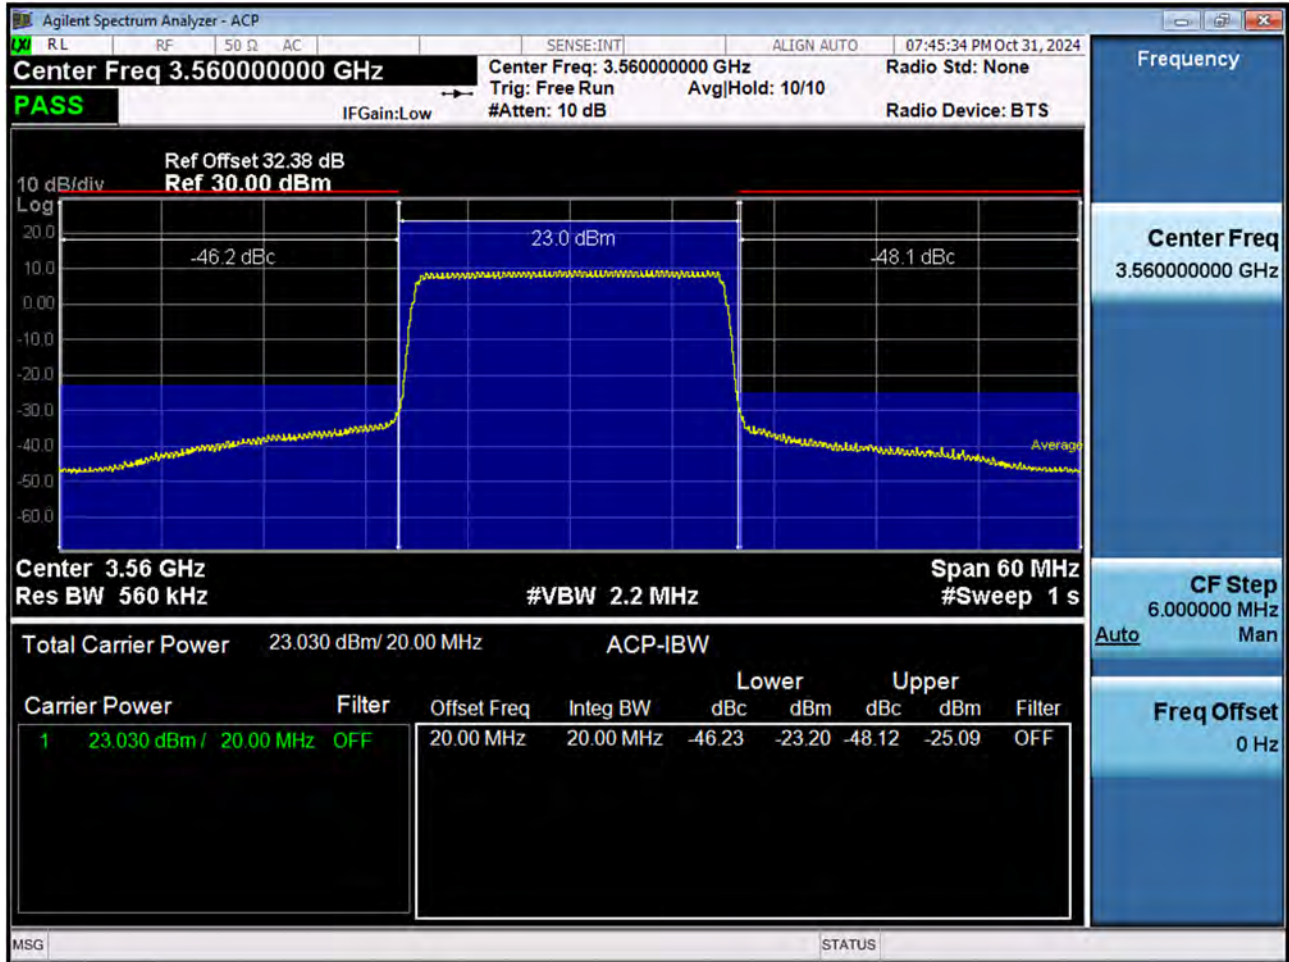 Agilent Spectrum Analyzer - ACP
LXI RL RF 50 Ω AC SENSE:INT ALIGN AUTO 07:45:34 PM Oct 31, 2024
Center Freq 3.560000000 GHz
Center Freq: 3.560000000 GHz Radio Std: None
Trig: Free Run Avg|Hold: 10/10
PASS
IFGain:Low #Atten: 10 dB Radio Device: BTS
Ref Offset 32.38 dB
10 dB/div Ref 30.00 dBm
Log
20.0
10.0
0.00
-10.0
-20.0
-30.0
-40.0
-50.0
-60.0
-46.2 dBc 23.0 dBm -48.1 dBc
Average
Center 3.56 GHz Span 60 MHz
Res BW 560 kHz #VBW 2.2 MHz #Sweep 1 s
Total Carrier Power 23.030 dBm/ 20.00 MHz ACP-IBW
Lower Upper
Carrier Power Filter Offset Freq Integ BW dBc dBm dBc dBm Filter
1 23.030 dBm / 20.00 MHz OFF 20.00 MHz 20.00 MHz -46.23 -23.20 -48.12 -25.09 OFF
MSG STATUS
Frequency
Center Freq
3.560000000 GHz
CF Step
6.000000 MHz
Auto Man
Freq Offset
0 Hz